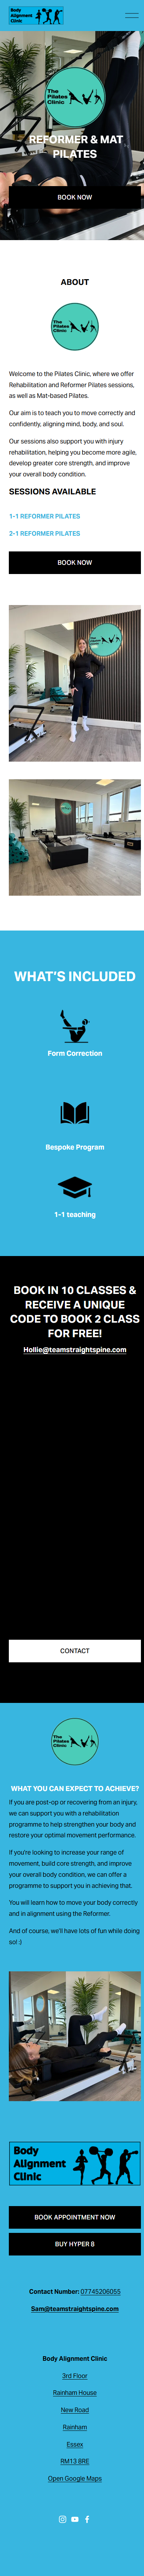 Body
Alignment
Clinic
The
Pilates
Clinic
REFORMER & MAT
PILATES
BOOK NOW
ABOUT
The
Pilates
Clinic
Welcome to the Pilates Clinic, where we offer
Rehabilitation and Reformer Pilates sessions,
as well as Mat-based Pilates.
Our aim is to teach you to move correctly and
confidently, aligning mind, body, and soul.
Our sessions also support you with injury
rehabilitation, helping you become more agile,
develop greater core strength, and improve
your overall body condition.
SESSIONS AVAILABLE
1-1 REFORMER PILATES
2-1 REFORMER PILATES
BOOK NOW
WHAT'S INCLUDED
Form Correction
Bespoke Program
1-1 teaching
BOOK IN 10 CLASSES &
RECEIVE A UNIQUE
CODE TO BOOK 2 CLASS
FOR FREE!
Hollie@teamstraightspine.com
CONTACT
The
Pilates
Clinic
WHAT YOU CAN EXPECT TO ACHIEVE?
If you are post-op or recovering from an injury,
we can support you with a rehabilitation
programme to help strengthen your body and
restore your optimal movement performance.
If you're looking to increase your range of
movement, build core strength, and improve
your overall body condition, we can offer a
programme to support you in achieving that.
You will learn how to move your body correctly
and in alignment using the Reformer.
And of course, we'll have lots of fun while doing
so! :)
Body
Alignment
Clinic
BOOK APPOINTMENT NOW
BUY HYPER 8
Contact Number: 07745206055
Sam@teamstraightspine.com
Body Alignment Clinic
3rd Floor
Rainham House
New Road
Rainham
Essex
RM13 8RE
Open Google Maps